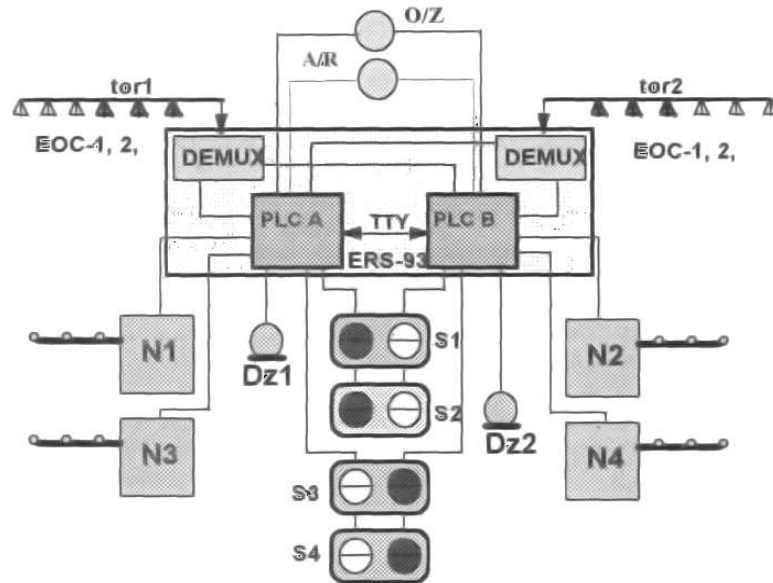 O/Z
A/R
tor1
tor2
EOC-1, 2,
EOC-1, 2,
DEMUX
DEMUX
PLC A
TTY
PLC B
ERS-93
N1
Dz1
S1
N2
S2
N3
Dz2
N4
S3
S4